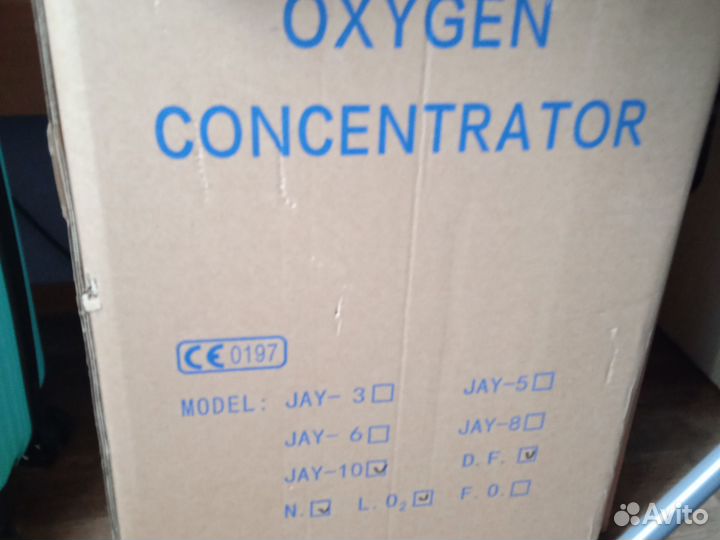 OXYGEN
CONCENTRATOR
CE 0197
MODEL: JAY- 3☐ JAY-5☐
JAY- 6☐ JAY-8☐
JAY-10☑ D. F. ☑
N. ☑ L. O₂☑ F. O. ☐
Avito